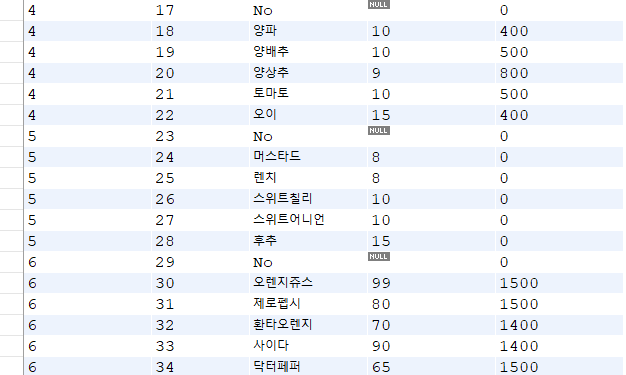 4 17 No NULL 0
4 18 양파 10 400
4 19 양배추 10 500
4 20 양상추 9 800
4 21 토마토 10 500
4 22 오이 15 400
5 23 No NULL 0
5 24 머스타드 8 0
5 25 렌치 8 0
5 26 스위트칠리 10 0
5 27 스위트어니언 10 0
5 28 후추 15 0
6 29 No NULL 0
6 30 오렌지쥬스 99 1500
6 31 제로펩시 80 1500
6 32 환타오렌지 70 1400
6 33 사이다 90 1400
6 34 닥터페퍼 65 1500